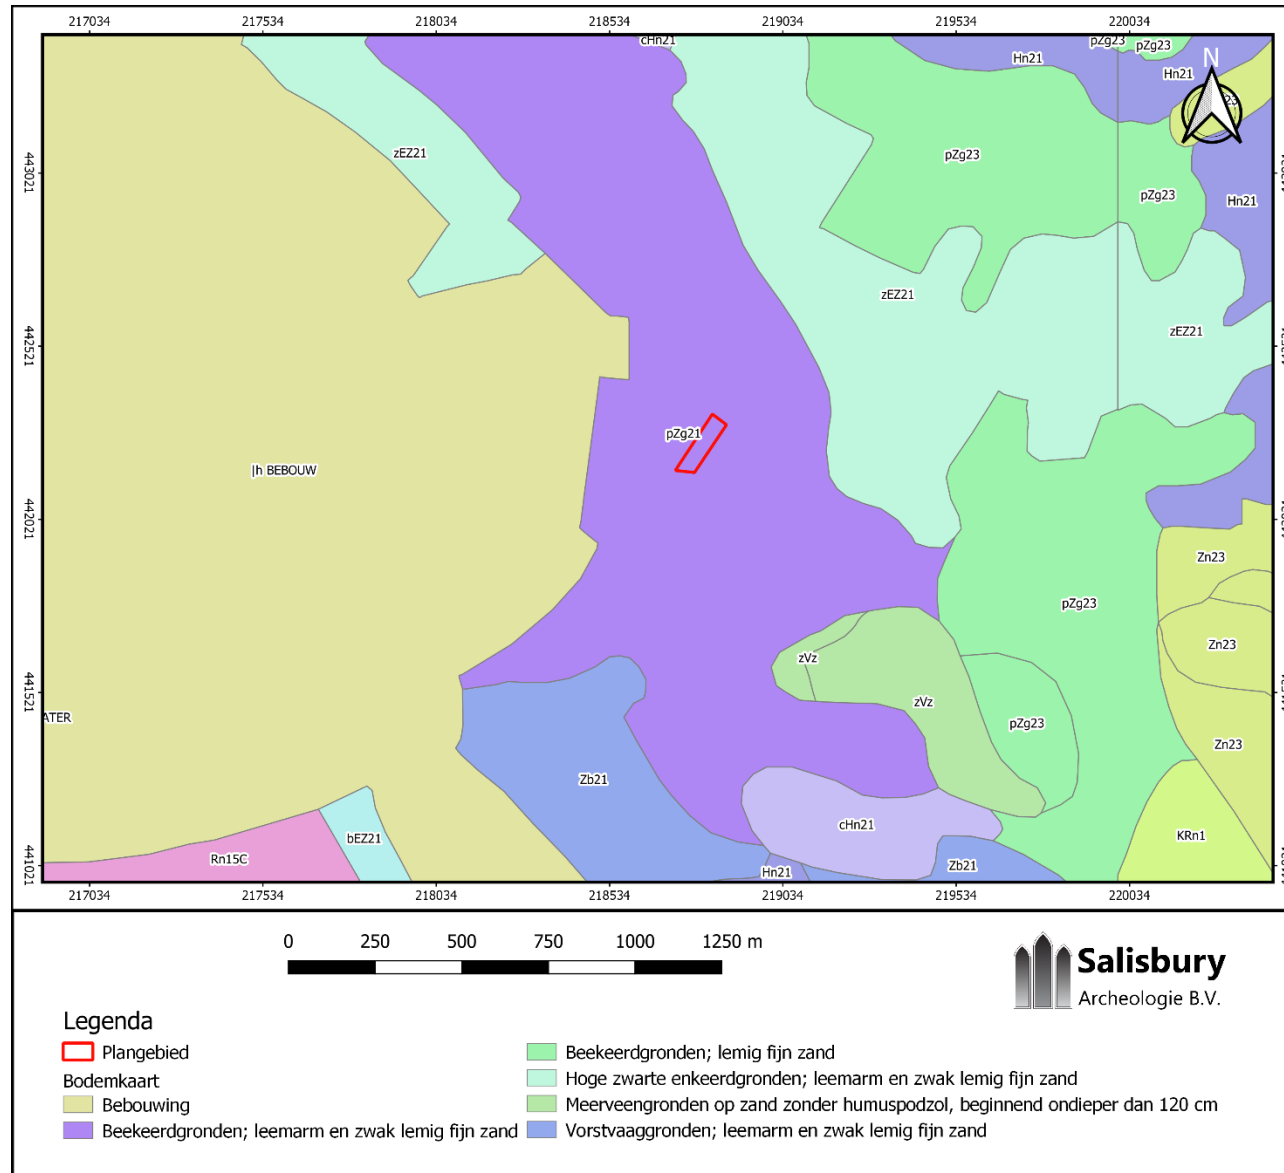 217034 217534 218034 218534 219034 219534 220034
cHn21
pZg23
pZg23
Hn21
Hn21
N
zEZ21
pZg23
443021
pZg23
Hn21
zEZ21
zEZ21
442521
pZg21
|h BEBOUW
442021
Zn23
pZg23
Zn23
zVz
441521
zVz
ATER
pZg23
Zn23
Zb21
cHn21
KRn1
bEZ21
Rn15C
Hn21
Zb21
441021
217034 217534 218034 218534 219034 219534 220034
0 250 500 750 1000 1250 m
Salisbury
Archeologie B.V.
Legenda
Plangebied
Bodemkaart
Bebouwing
Beekeerdgronden; leemarm en zwak lemig fijn zand
Beekeerdgronden; lemig fijn zand
Hoge zwarte enkeerdgronden; leemarm en zwak lemig fijn zand
Meerveengronden op zand zonder humuspodzol, beginnend ondieper dan 120 cm
Vorstvaaggronden; leemarm en zwak lemig fijn zand